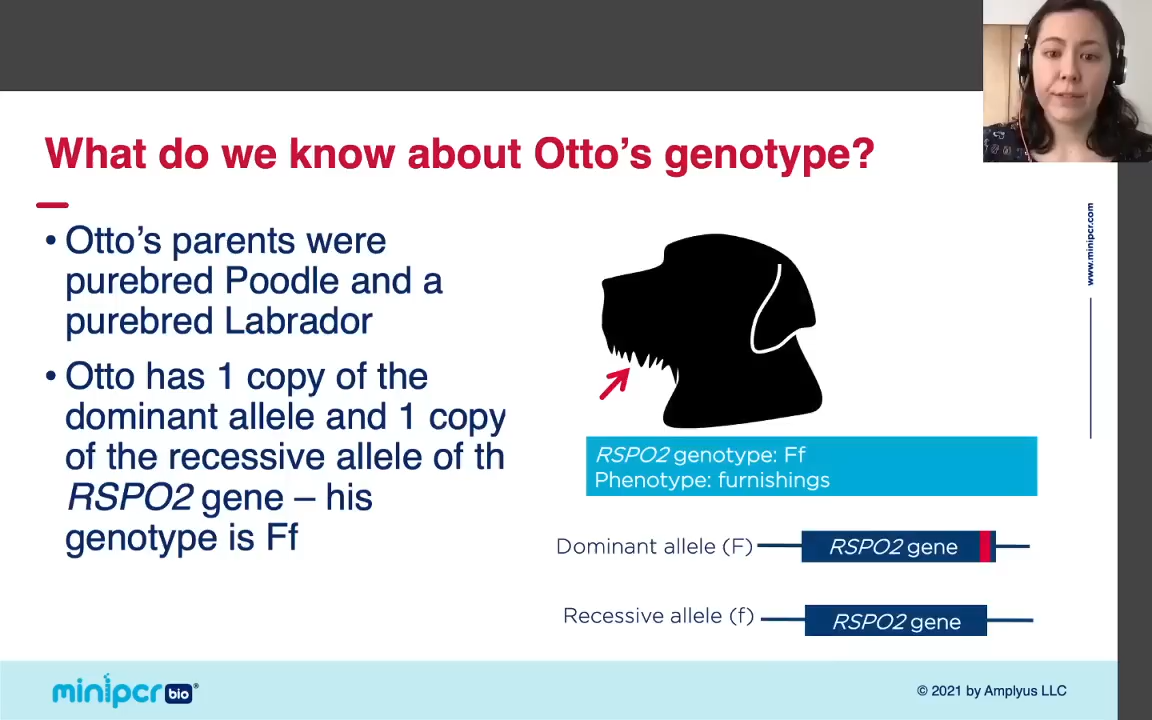 What do we know about Otto’s genotype?
• Otto’s parents were
purebred Poodle and a
purebred Labrador
• Otto has 1 copy of the
dominant allele and 1 copy
of the recessive allele of th
RSPO2 gene – his
genotype is Ff
www.minipcr.com
RSPO2 genotype: Ff
Phenotype: furnishings
Dominant allele (F)
RSPO2 gene
Recessive allele (f)
RSPO2 gene
minipcr bio®
© 2021 by Amplyus LLC